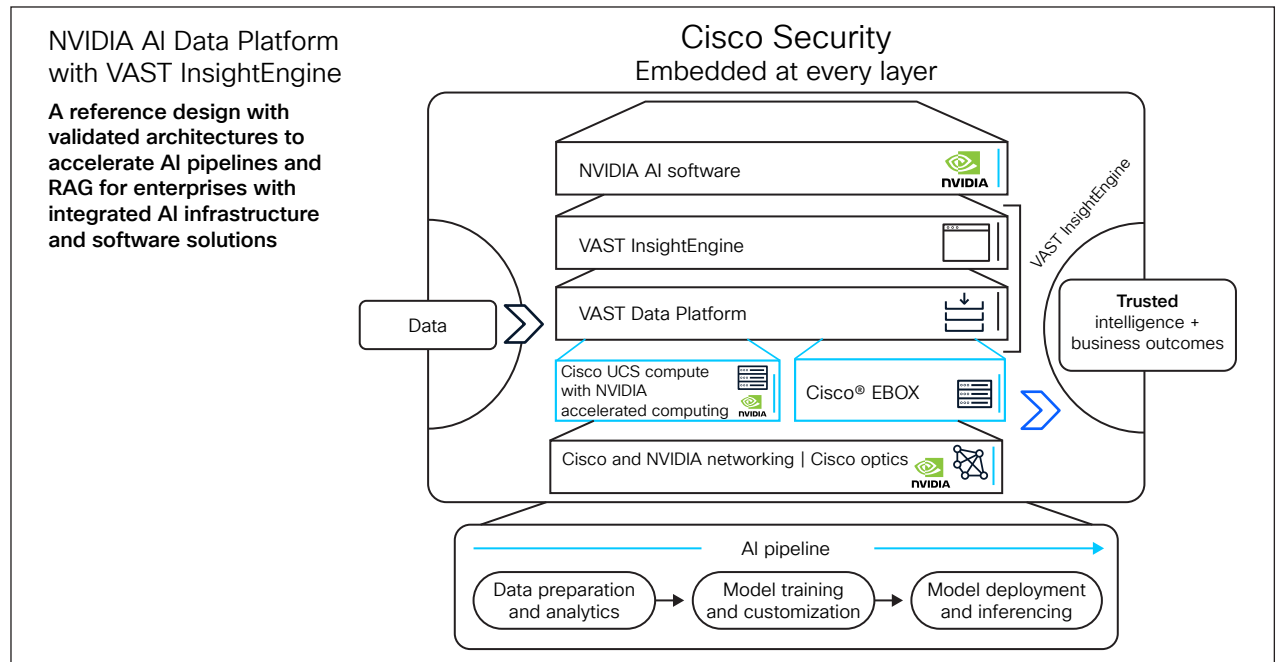 NVIDIA AI Data Platform
with VAST InsightEngine
A reference design with
validated architectures to
accelerate AI pipelines and
RAG for enterprises with
integrated AI infrastructure
and software solutions
Cisco Security
Embedded at every layer
NVIDIA AI software
NVIDIA
VAST InsightEngine
VAST InsightEngine
VAST Data Platform
Data
Trusted
intelligence +
business outcomes
Cisco UCS compute
with NVIDIA
accelerated computing
NVIDIA
Cisco® EBOX
Cisco and NVIDIA networking | Cisco optics
NVIDIA
AI pipeline
Data preparation
and analytics
Model training
and customization
Model deployment
and inferencing